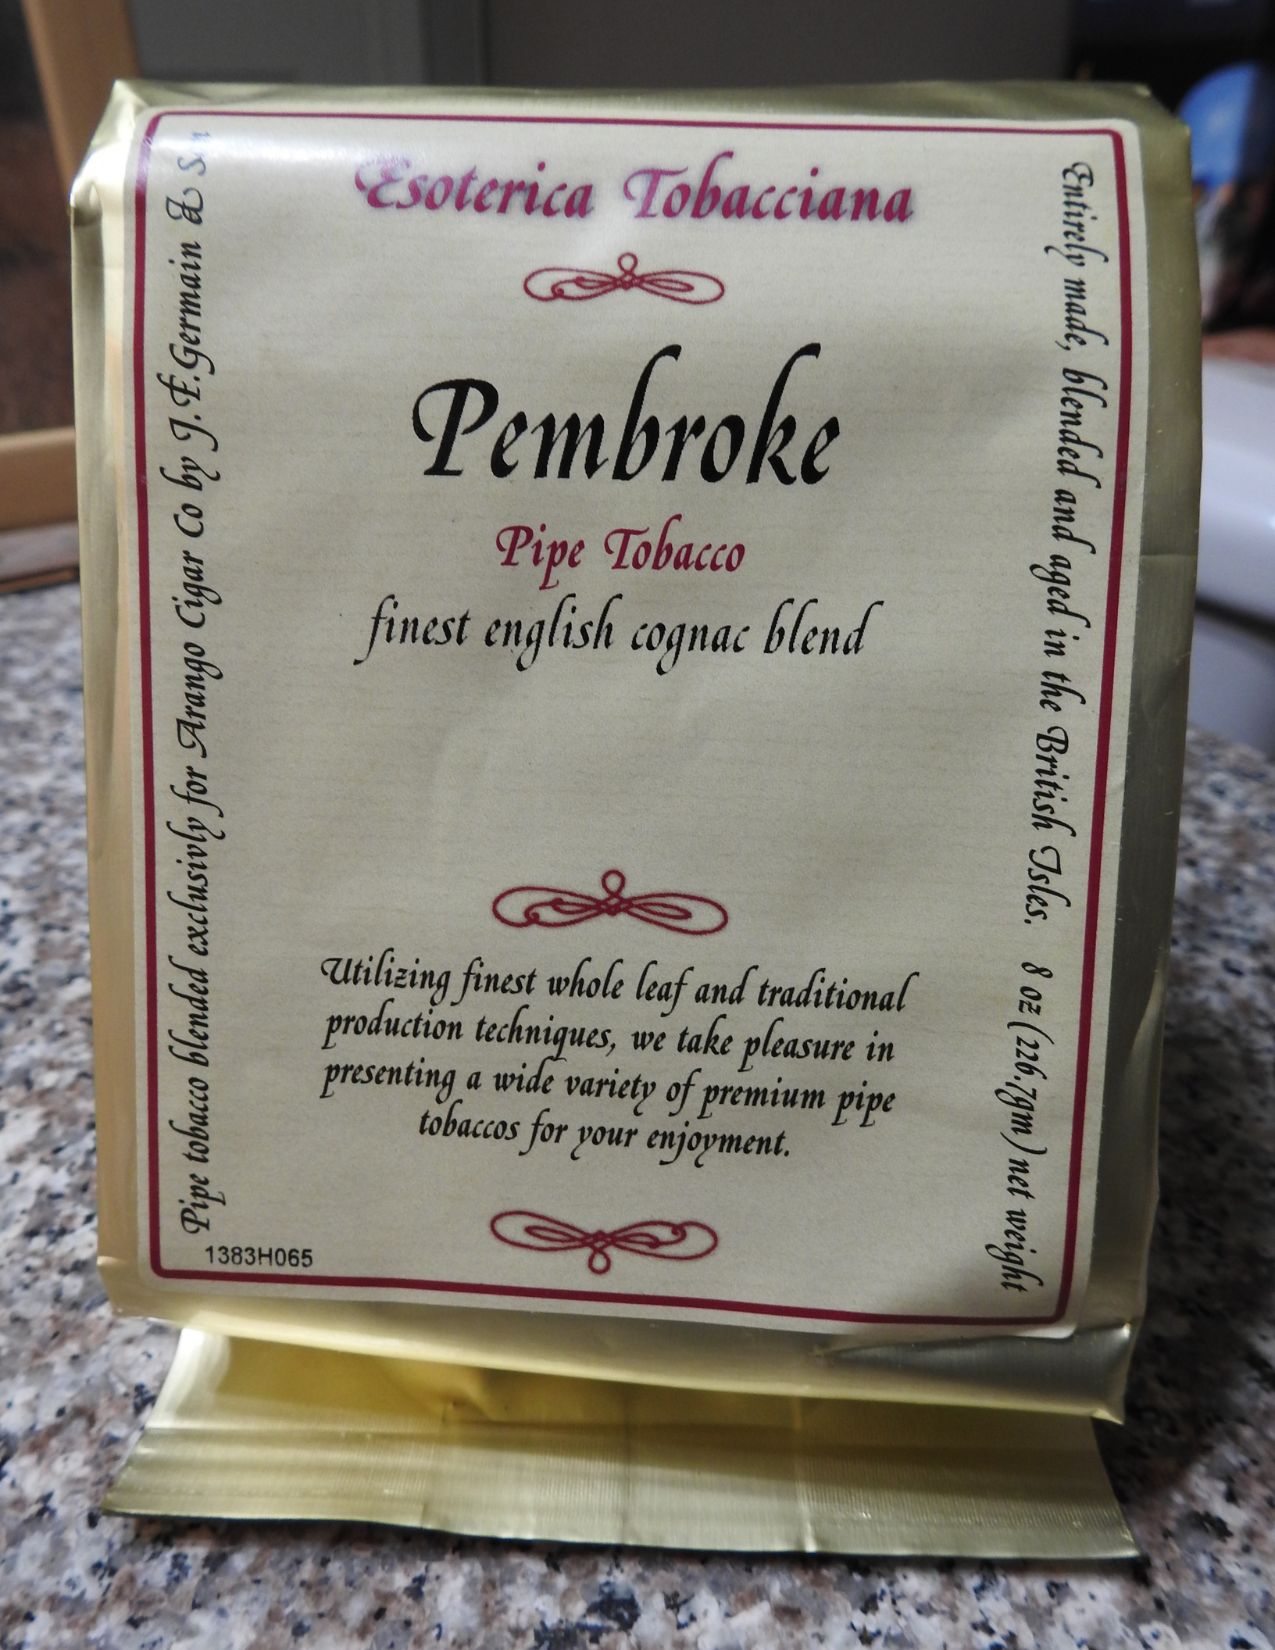 Esoterica Tobacciana
Pembroke
Pipe Tobacco
finest english cognac blend
Utilizing finest whole leaf and traditional
production techniques, we take pleasure in
presenting a wide variety of premium pipe
tobaccos for your enjoyment.
Pipe tobacco blended exclusivly for Arango Cigar Co by J.F.Germain & Son
Entirely made, blended and aged in the British Isles. 8 oz (226.7gm) net weight
1383H065